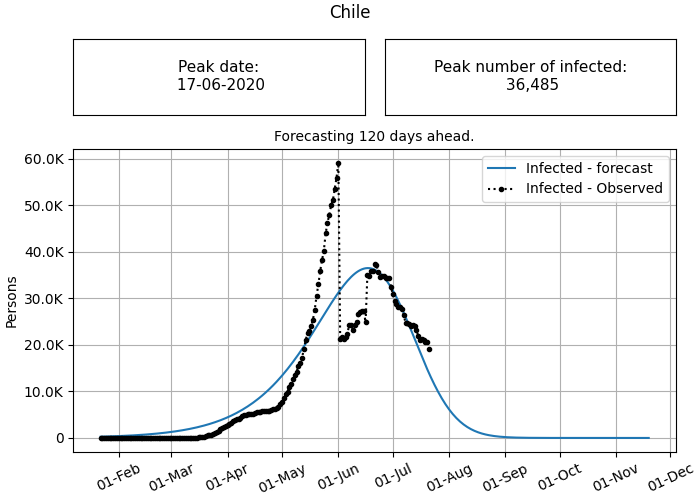 Chile
Peak date:
17-06-2020
Peak number of infected:
36,485
Forecasting 120 days ahead.
Infected - forecast
Infected - Observed
Persons
60.0K
50.0K
40.0K
30.0K
20.0K
10.0K
0
01-Feb 01-Mar 01-Apr 01-May 01-Jun 01-Jul 01-Aug 01-Sep 01-Oct 01-Nov 01-Dec